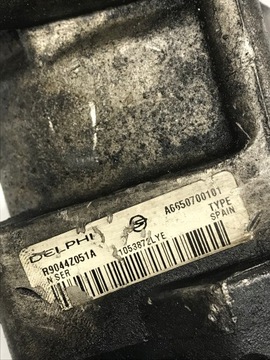 DELPHI
A6650700101
R9044Z051A
TYPE
N SER
1053872LYE
SPAIN